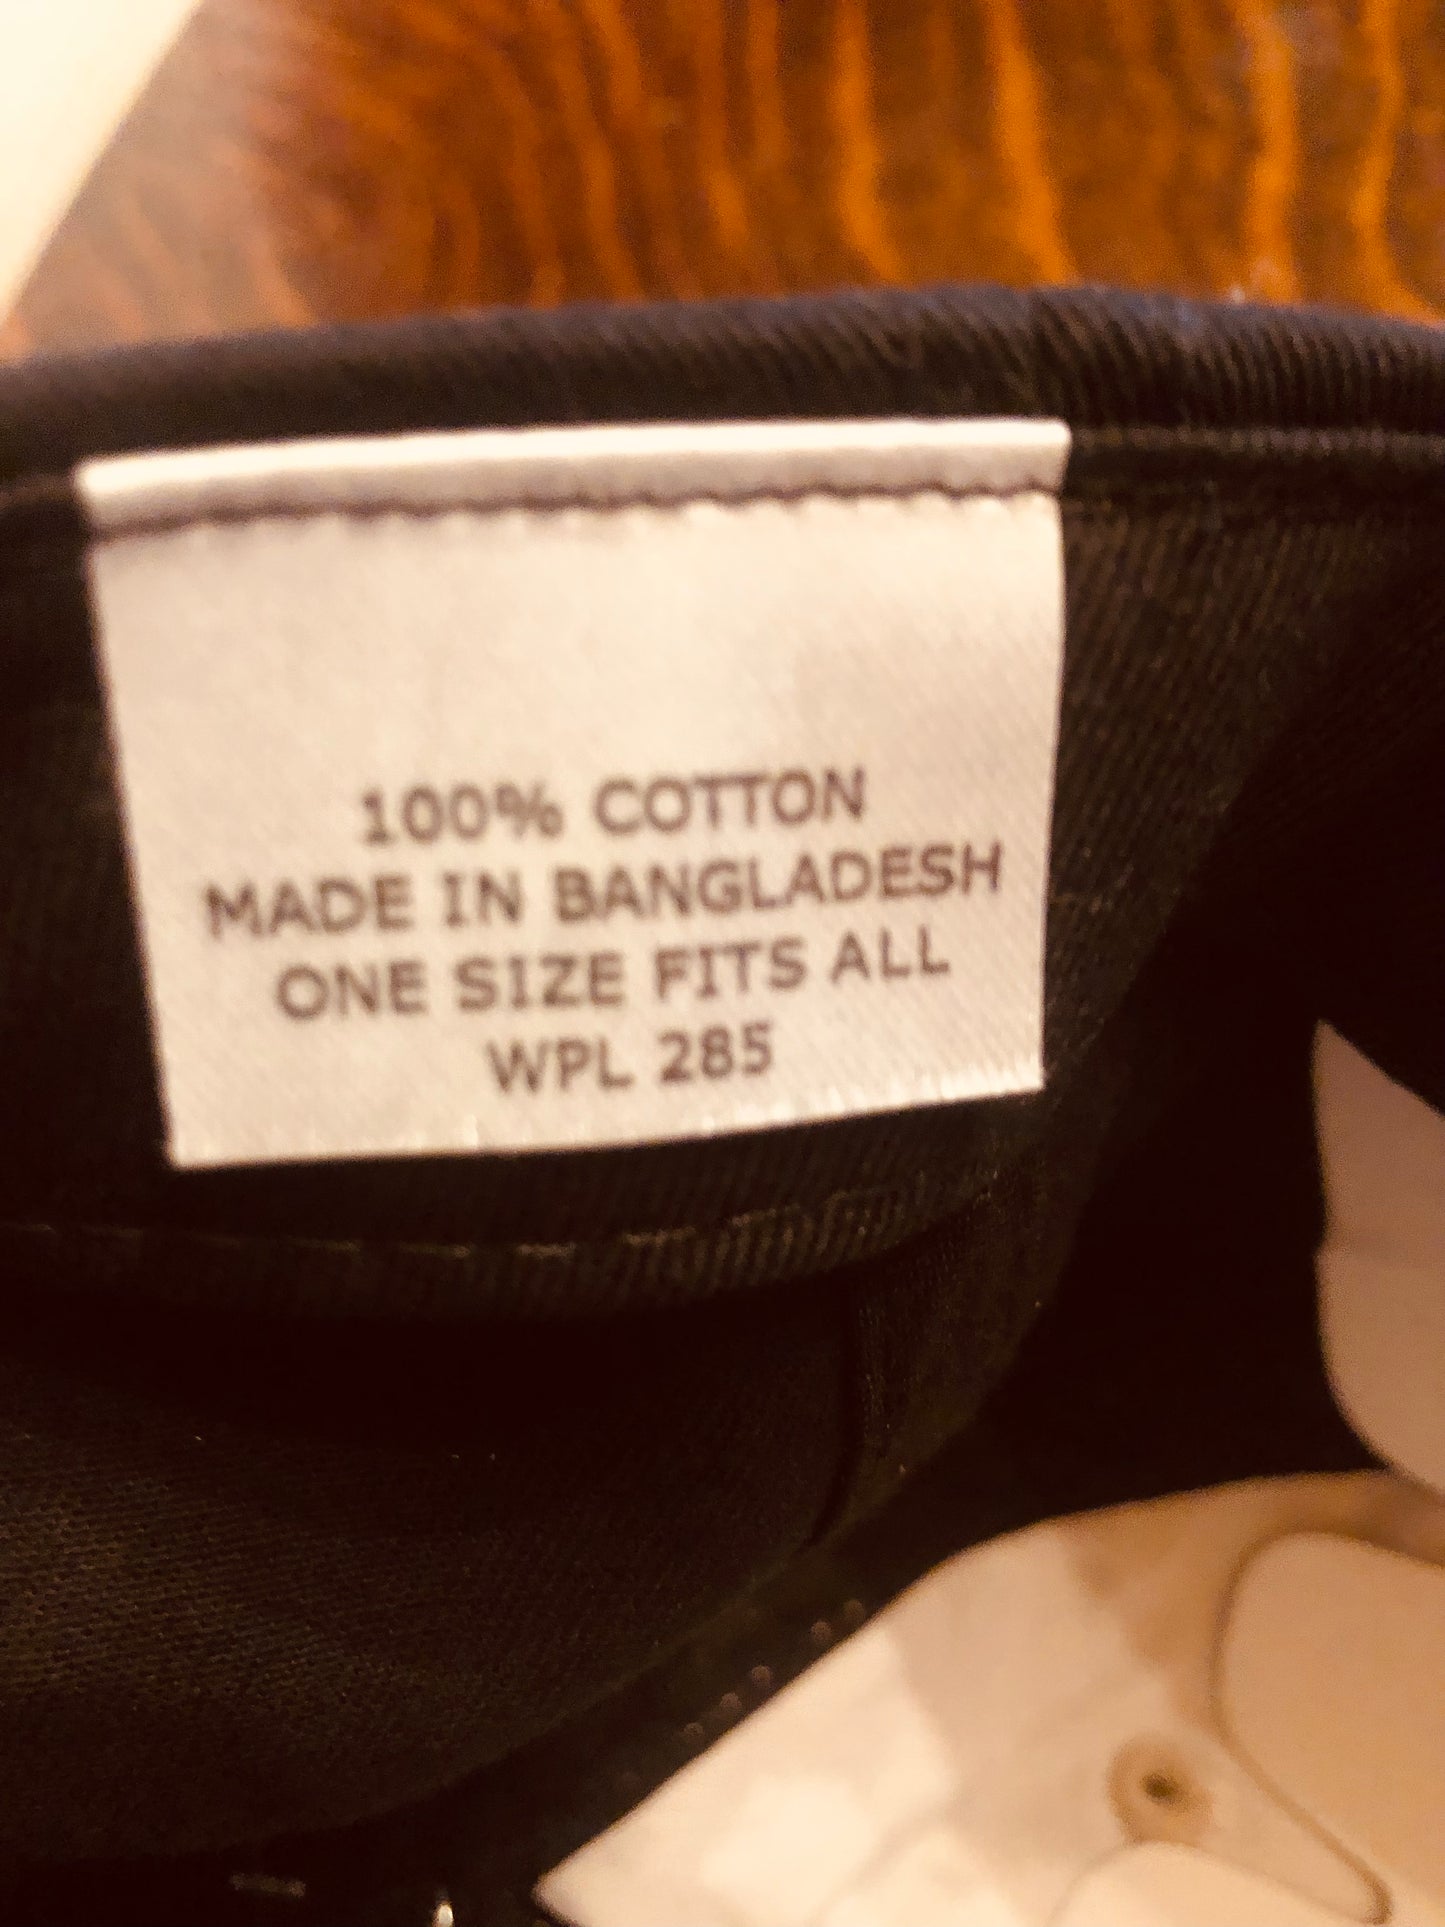 100% COTTON
MADE IN BANGLADESH
ONE SIZE FITS ALL
WPL 285